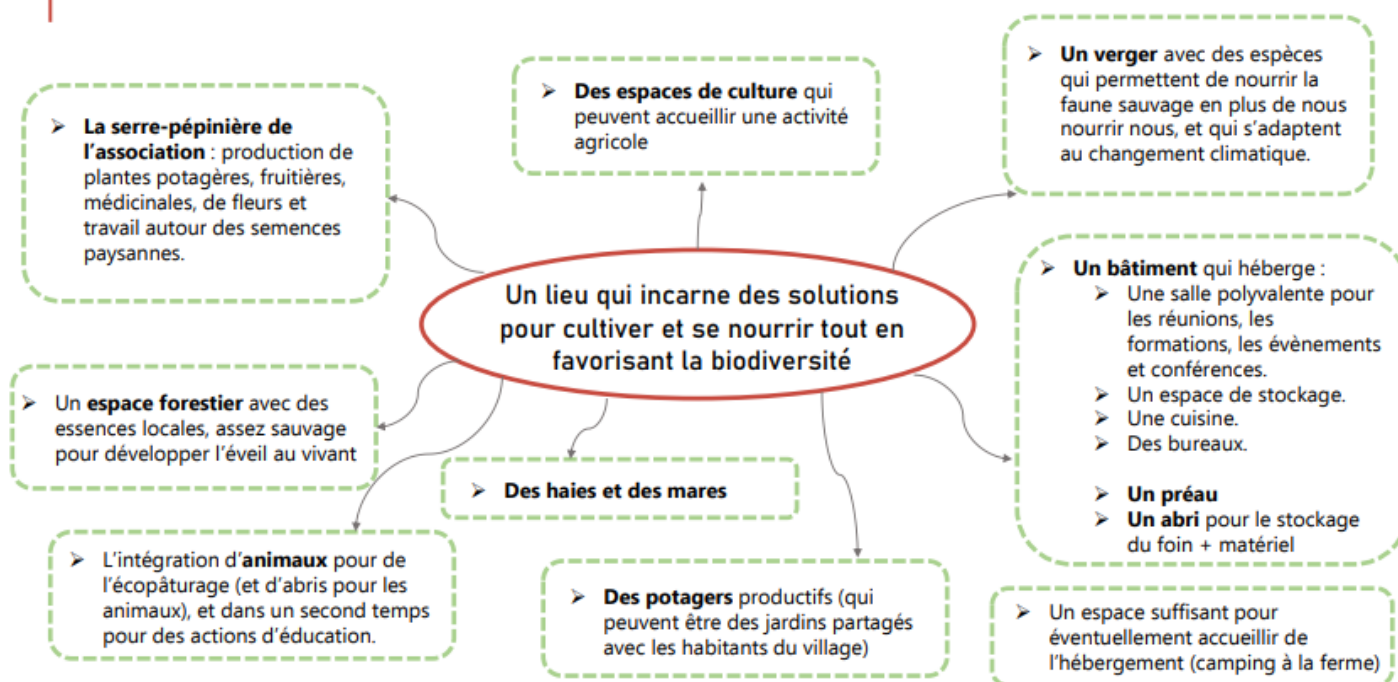 ➢ La serre-pépinière de
l'association : production de
plantes potagères, fruitières,
médicinales, de fleurs et
travail autour des semences
paysannes.
➢ Des espaces de culture qui
peuvent accueillir une activité
agricole
➢ Un verger avec des espèces
qui permettent de nourrir la
faune sauvage en plus de nous
nourrir nous, et qui s'adaptent
au changement climatique.
Un lieu qui incarne des solutions
pour cultiver et se nourrir tout en
favorisant la biodiversité
➢ Un bâtiment qui héberge :
➢ Une salle polyvalente pour
les réunions, les
formations, les évènements
et conférences.
➢ Un espace de stockage.
➢ Une cuisine.
➢ Des bureaux.
➢ Un préau
➢ Un abri pour le stockage
du foin + matériel
➢ Un espace forestier avec des
essences locales, assez sauvage
pour développer l'éveil au vivant
➢ Des haies et des mares
➢ L'intégration d'animaux pour de
l'écopâturage (et d'abris pour les
animaux), et dans un second temps
pour des actions d'éducation.
➢ Des potagers productifs (qui
peuvent être des jardins partagés
avec les habitants du village)
➢ Un espace suffisant pour
éventuellement accueillir de
l'hébergement (camping à la ferme)